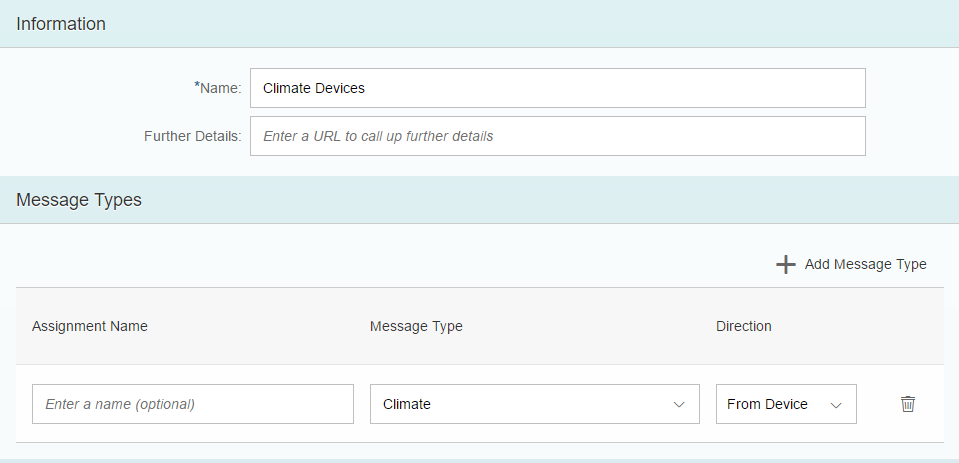 Information
*Name: Climate Devices
Further Details: Enter a URL to call up further details
Message Types
Add Message Type
Assignment Name Message Type Direction
Enter a name (optional) Climate From Device